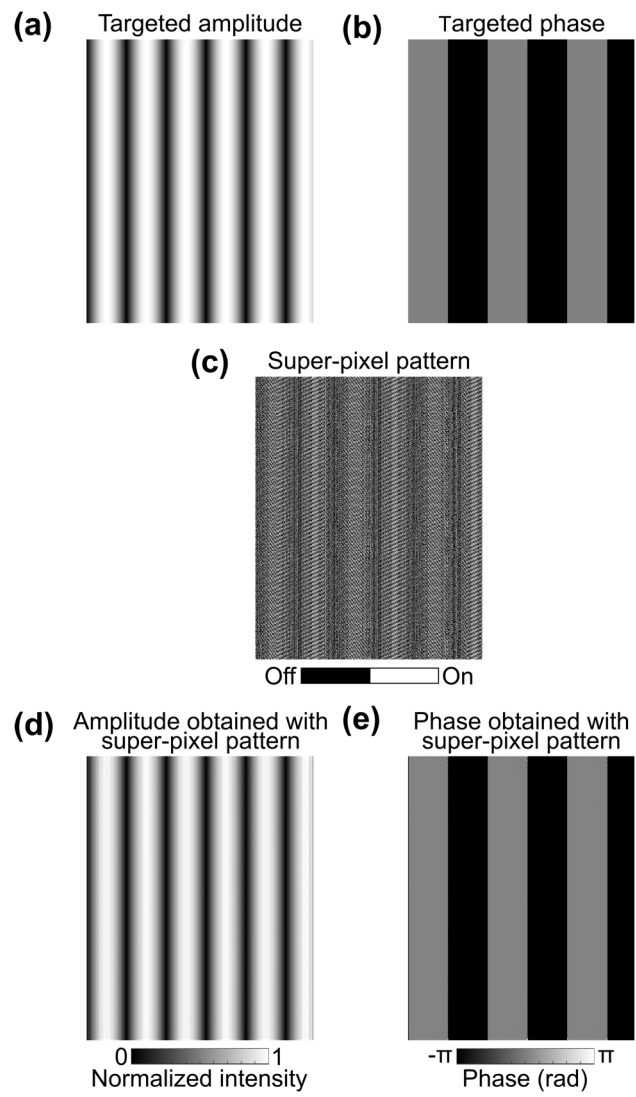 (a) Targeted amplitude
(b) Targeted phase
(c) Super-pixel pattern
Off On
(d) Amplitude obtained with
super-pixel pattern
(e) Phase obtained with
super-pixel pattern
0 1
Normalized intensity
-π π
Phase (rad)